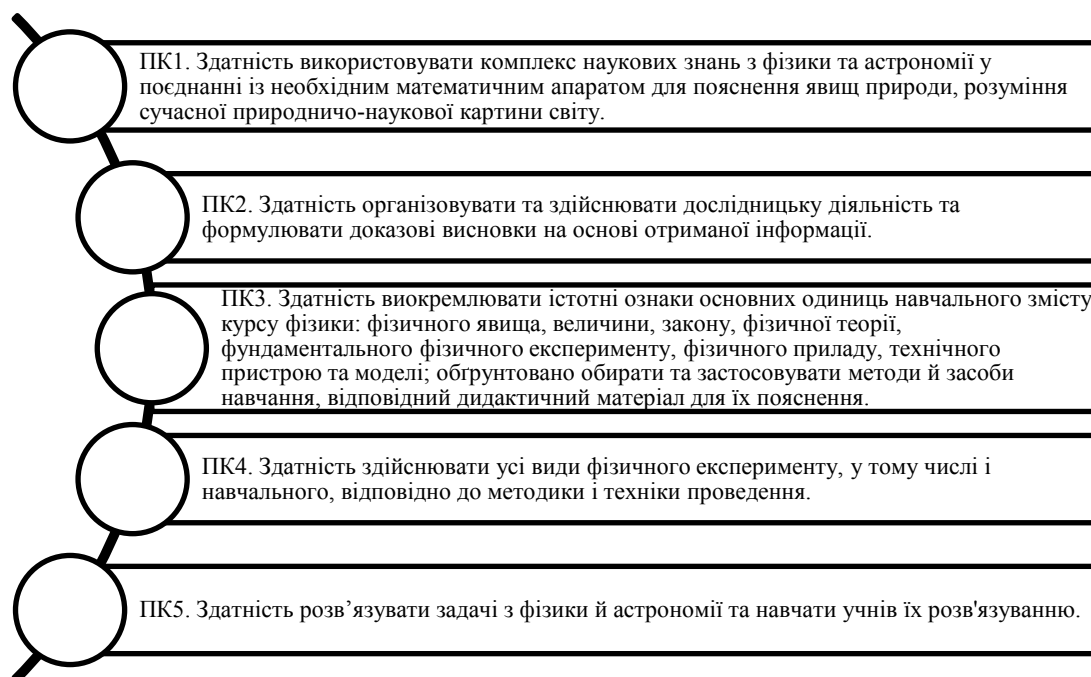 ПК1. Здатність використовувати комплекс наукових знань з фізики та астрономії у
поєднанні із необхідним математичним апаратом для пояснення явищ природи, розуміння
сучасної природничо-наукової картини світу.
ПК2. Здатність організовувати та здійснювати дослідницьку діяльність та
формулювати доказові висновки на основі отриманої інформації.
ПК3. Здатність виокремлювати істотні ознаки основних одиниць навчального змісту
курсу фізики: фізичного явища, величини, закону, фізичної теорії,
фундаментального фізичного експерименту, фізичного приладу, технічного
пристрою та моделі; обґрунтовано обирати та застосовувати методи й засоби
навчання, відповідний дидактичний матеріал для їх пояснення.
ПК4. Здатність здійснювати усі види фізичного експерименту, у тому числі і
навчального, відповідно до методики і техніки проведення.
ПК5. Здатність розв’язувати задачі з фізики й астрономії та навчати учнів їх розв'язуванню.